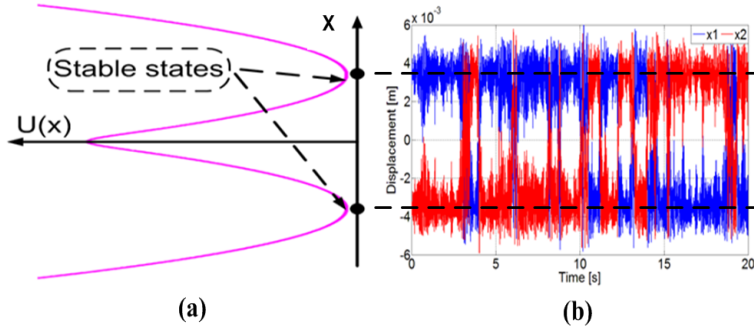 X
Stable states
U(x)
(a)
×10⁻³
x1 x2
6
4
2
0
-2
-4
-6
Displacement [m]
0 5 10 15 20
Time [s]
(b)